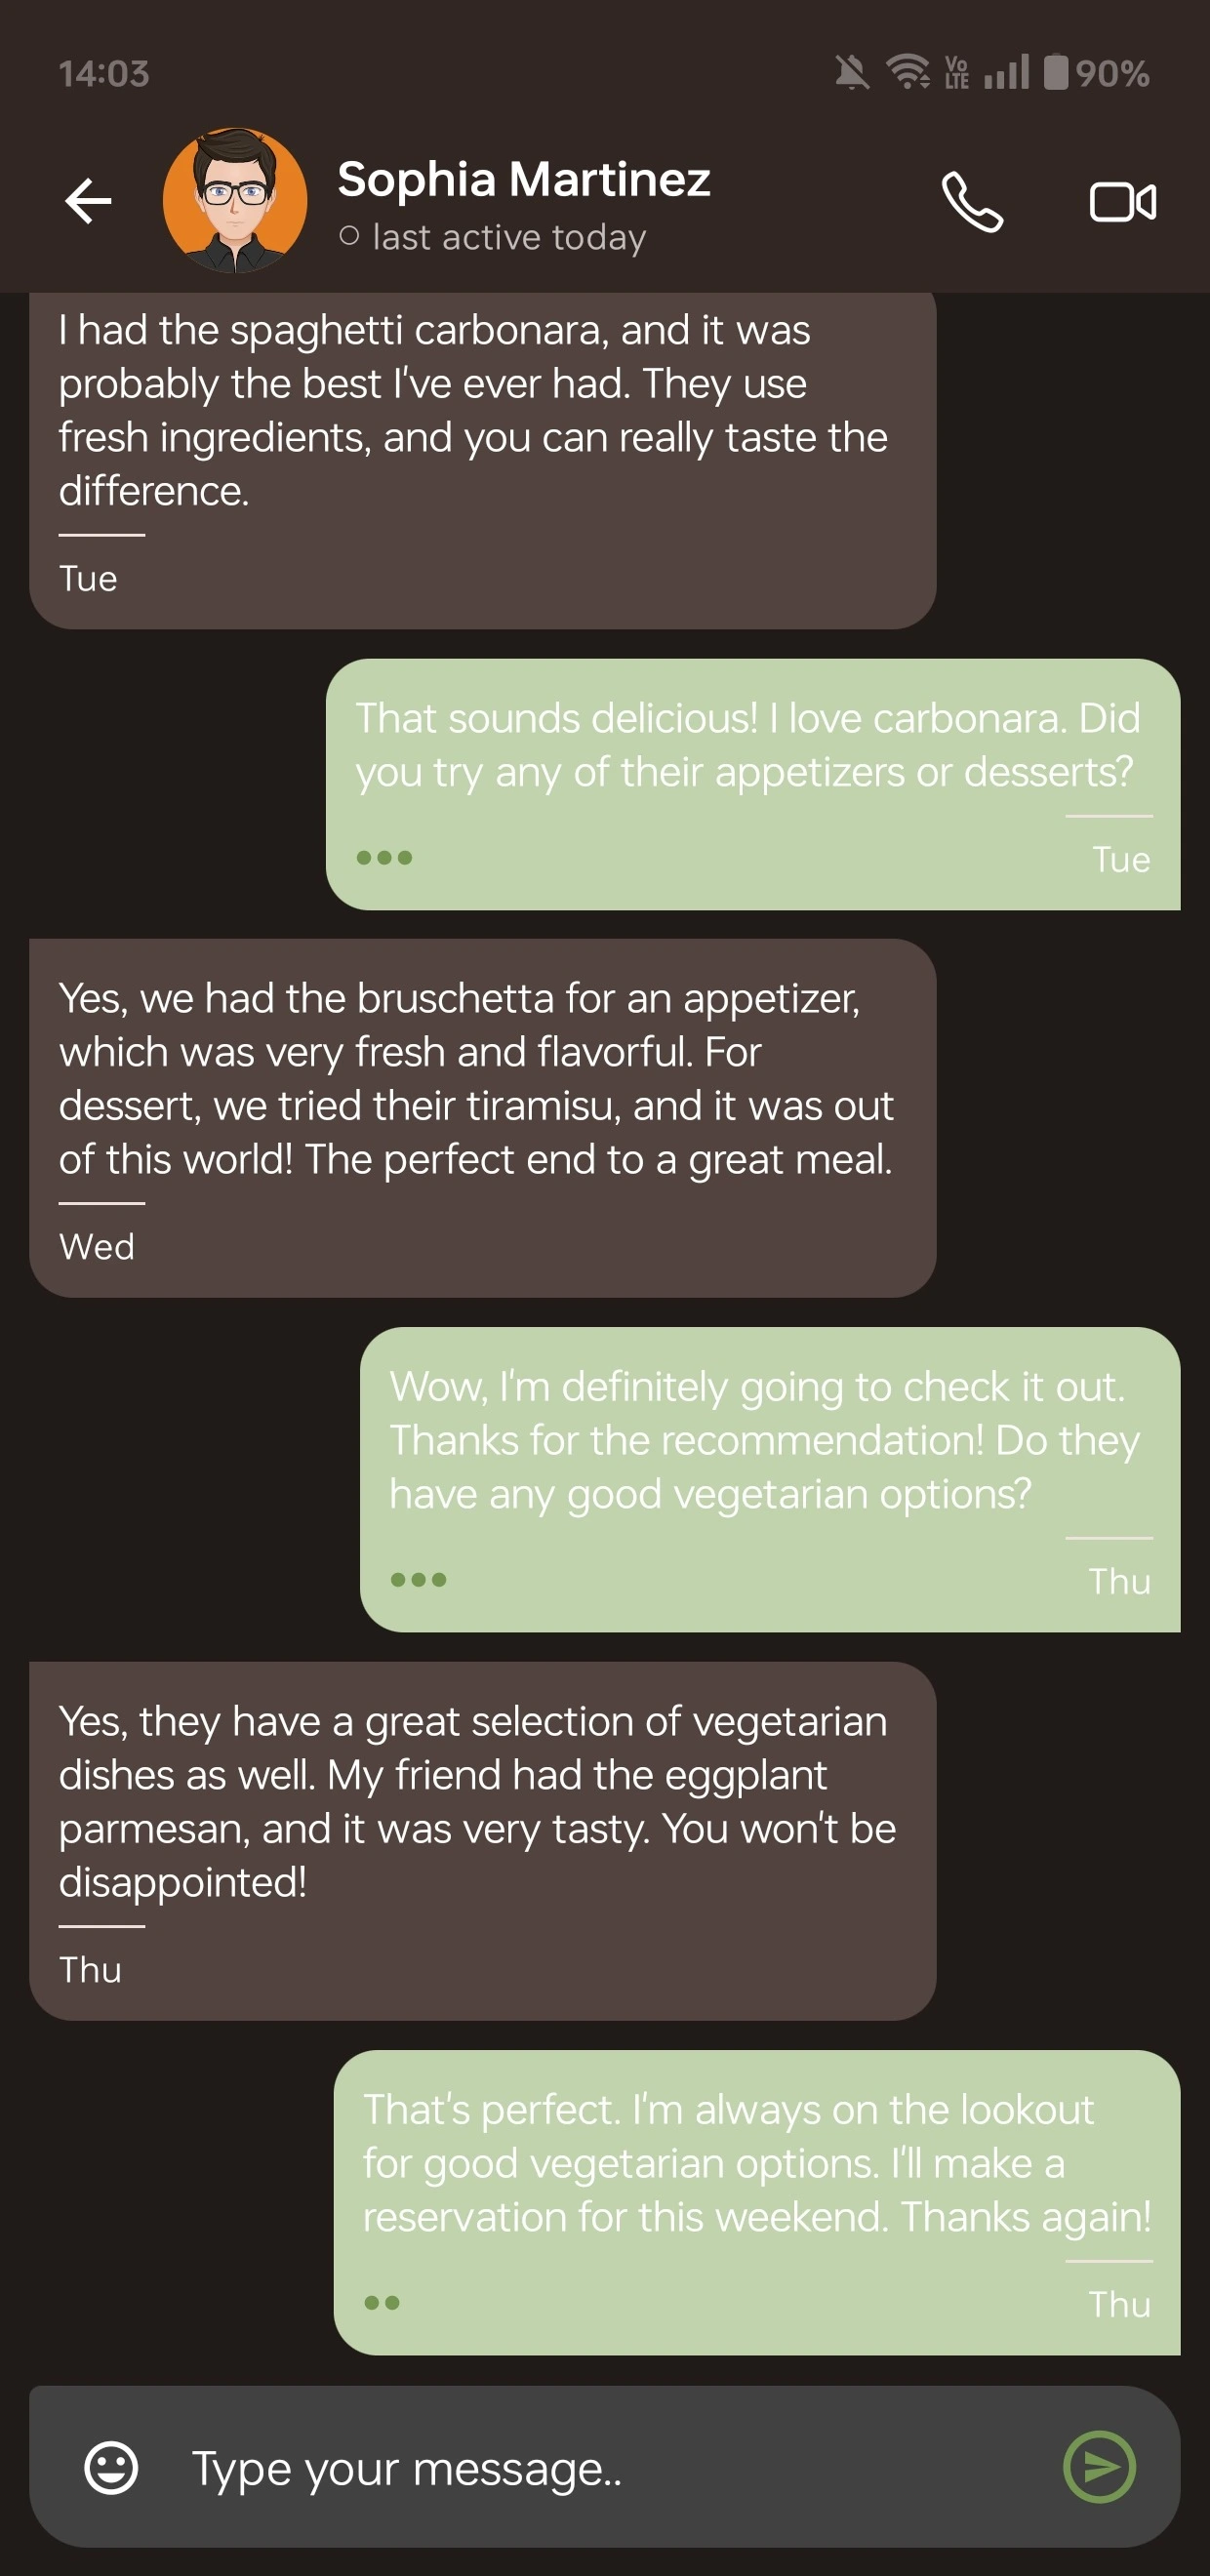 14:03
Vo
LTE
90%
Sophia Martinez
last active today
I had the spaghetti carbonara, and it was
probably the best I've ever had. They use
fresh ingredients, and you can really taste the
difference.
Tue
That sounds delicious! I love carbonara. Did
you try any of their appetizers or desserts?
Tue
Yes, we had the bruschetta for an appetizer,
which was very fresh and flavorful. For
dessert, we tried their tiramisu, and it was out
of this world! The perfect end to a great meal.
Wed
Wow, I'm definitely going to check it out.
Thanks for the recommendation! Do they
have any good vegetarian options?
Thu
Yes, they have a great selection of vegetarian
dishes as well. My friend had the eggplant
parmesan, and it was very tasty. You won't be
disappointed!
Thu
That's perfect. I'm always on the lookout
for good vegetarian options. I'll make a
reservation for this weekend. Thanks again!
Thu
Type your message..